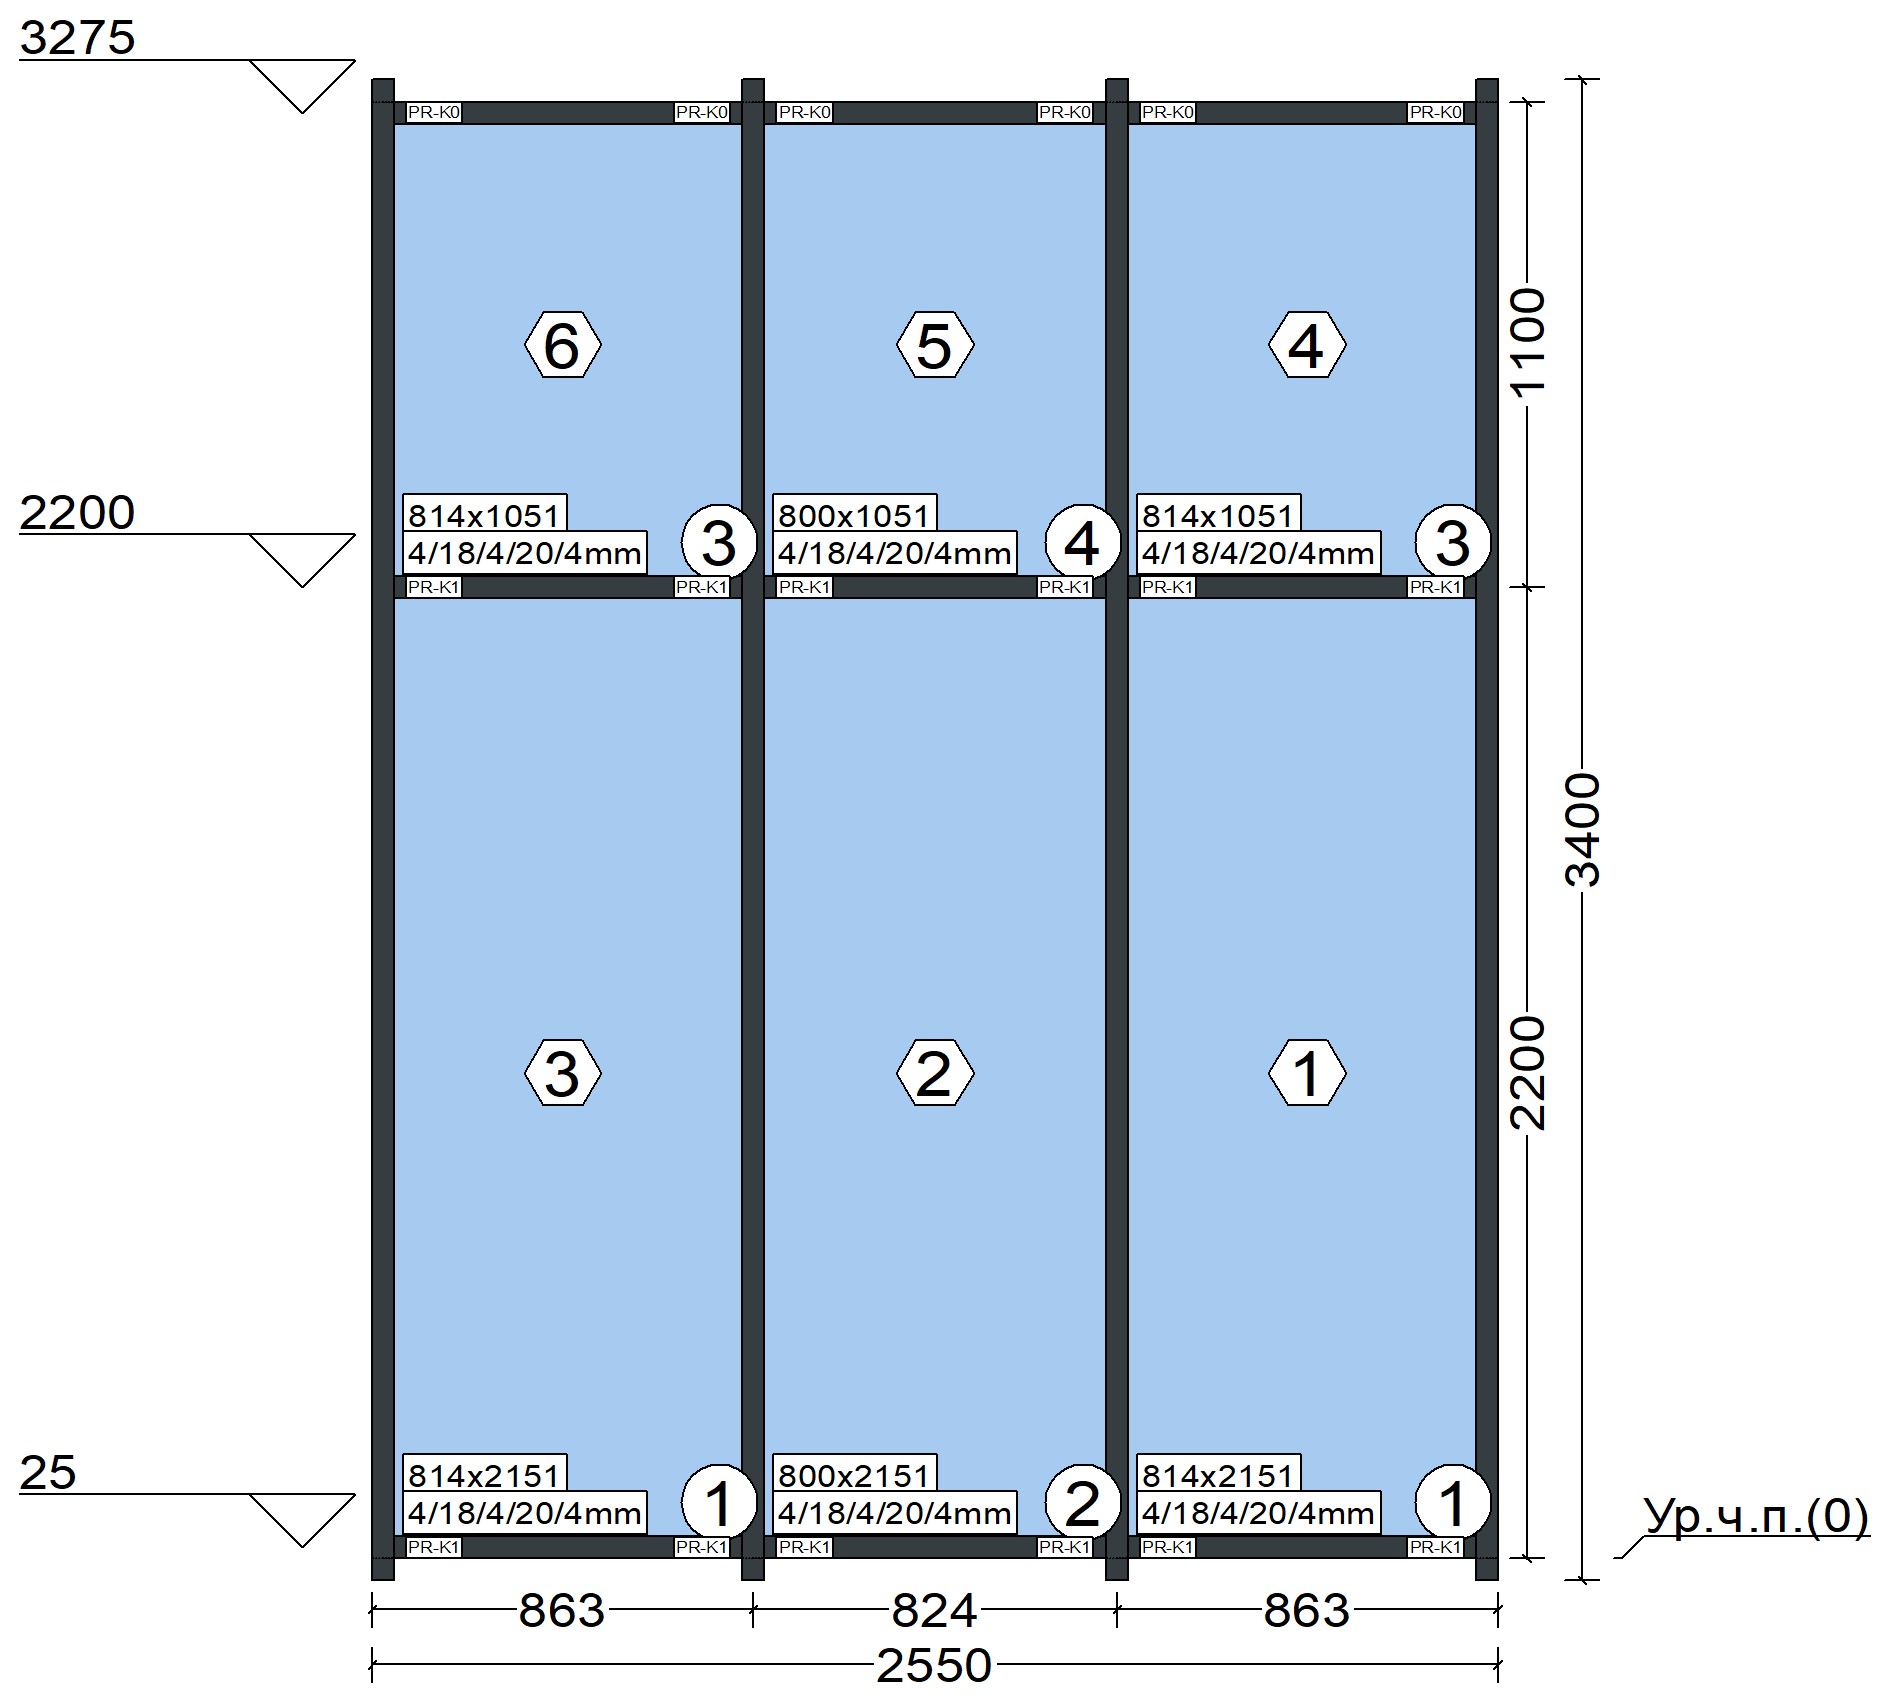 3275
PR-K0 PR-K0 PR-K0 PR-K0 PR-K0 PR-K0
6 5 4
1100
2200
814x1051 800x1051 814x1051
4/18/4/20/4mm 3 4/18/4/20/4mm 4 4/18/4/20/4mm 3
PR-K1 PR-K1 PR-K1 PR-K1 PR-K1 PR-K1
3400
3 2 1
2200
25
814x2151 800x2151 814x2151
4/18/4/20/4mm 1 4/18/4/20/4mm 2 4/18/4/20/4mm 1
Ур.ч.п.(0)
PR-K1 PR-K1 PR-K1 PR-K1 PR-K1 PR-K1
863 824 863
2550